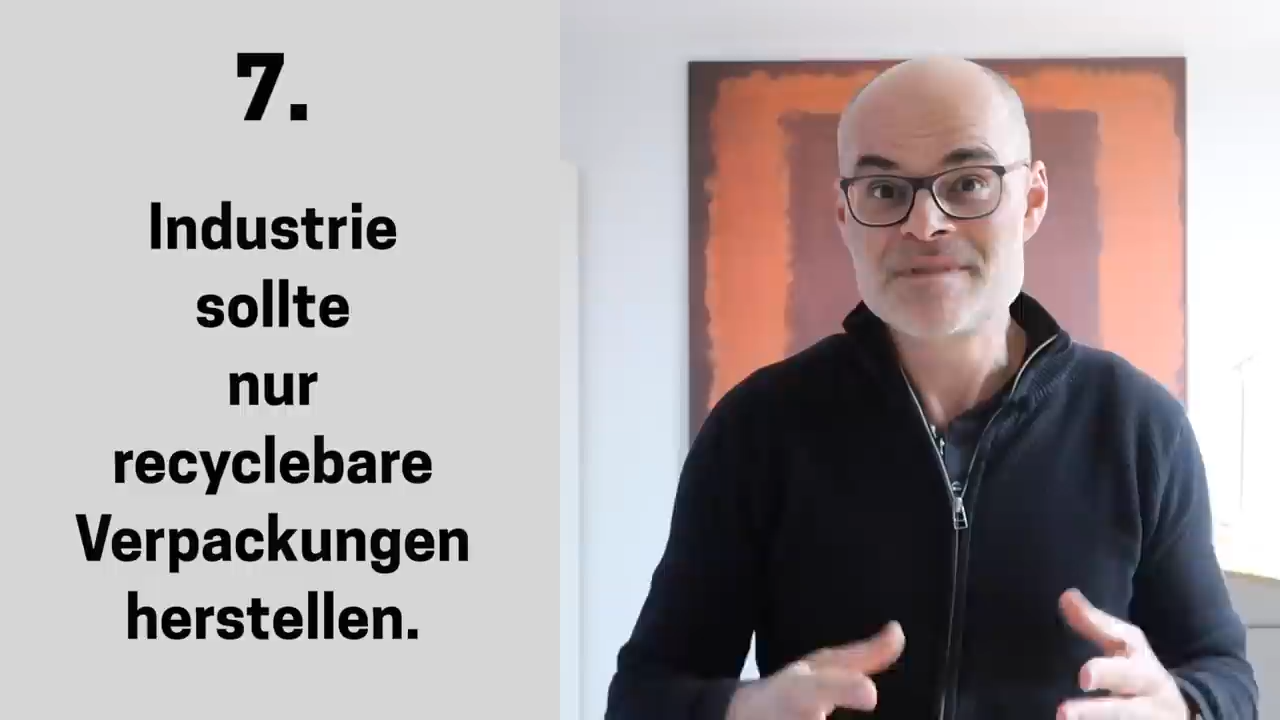 7.
Industrie
sollte
nur
recyclebare
Verpackungen
herstellen.